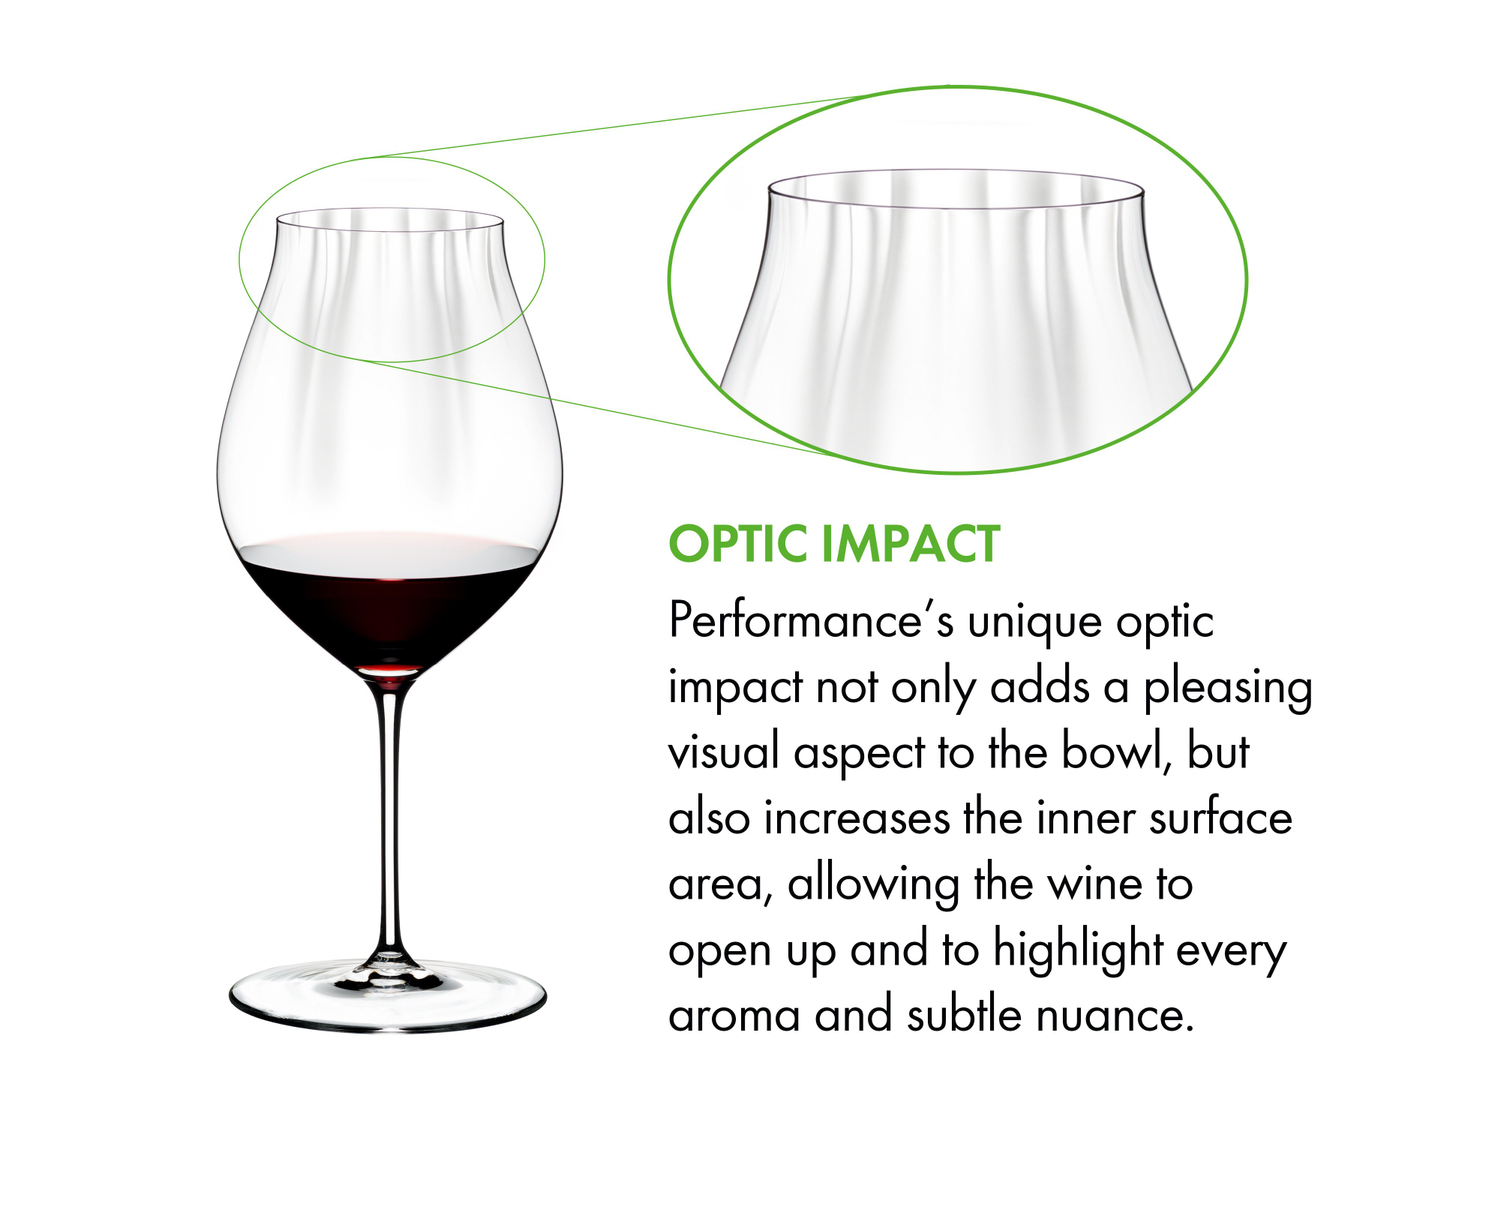 OPTIC IMPACT
Performance’s unique optic
impact not only adds a pleasing
visual aspect to the bowl, but
also increases the inner surface
area, allowing the wine to
open up and to highlight every
aroma and subtle nuance.